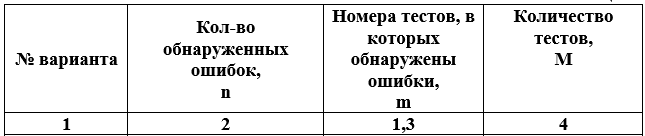 № варианта
Кол-во
обнаруженных
ошибок,
n
Номера тестов, в
которых
обнаружены
ошибки,
m
Количество
тестов,
M
1
2
1,3
4